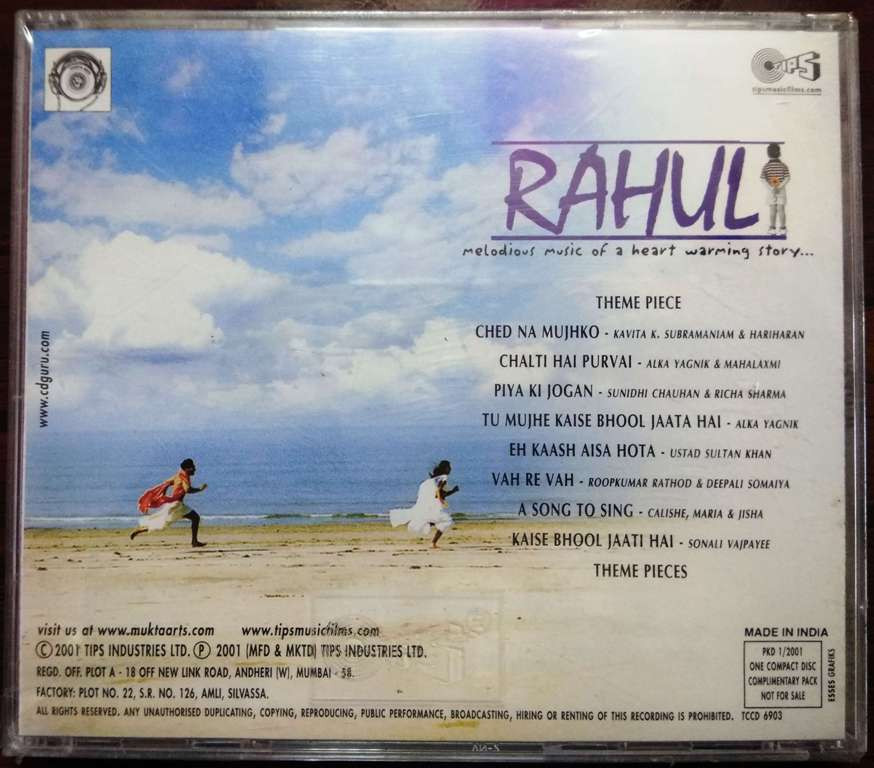 TIPS
tipsmusicfilms.com
RAHUL
melodious music of a heart warming story...
THEME PIECE
CHED NA MUJHKO - KAVITA K. SUBRAMANIAM & HARIHARAN
CHALTI HAI PURVAI - ALKA YAGNIK & MAHALAXMI
PIYA KI JOGAN - SUNIDHI CHAUHAN & RICHA SHARMA
TU MUJHE KAISE BHOOL JAATA HAI - ALKA YAGNIK
EH KAASH AISA HOTA - USTAD SULTAN KHAN
VAH RE VAH - ROOPKUMAR RATHOD & DEEPALI SOMAIYA
A SONG TO SING - CALISHE, MARIA & JISHA
KAISE BHOOL JAATI HAI - SONALI VAJPAYEE
THEME PIECES
www.cdguru.com
visit us at www.muktaarts.com www.tipsmusicfilms.com
Ⓒ 2001 TIPS INDUSTRIES LTD. Ⓟ 2001 (MFD & MKTD) TIPS INDUSTRIES LTD.
REGD. OFF. PLOT A - 18 OFF NEW LINK ROAD, ANDHERI (W), MUMBAI - 58.
FACTORY: PLOT NO. 22, S.R. NO. 126, AMLI, SILVASSA.
ALL RIGHTS RESERVED. ANY UNAUTHORISED DUPLICATING, COPYING, REPRODUCING, PUBLIC PERFORMANCE, BROADCASTING, HIRING OR RENTING OF THIS RECORDING IS PROHIBITED. TCCD 6903
MADE IN INDIA
PKD 1/2001
ONE COMPACT DISC
COMPLIMENTARY PACK
NOT FOR SALE
ESSES GRAFIKS